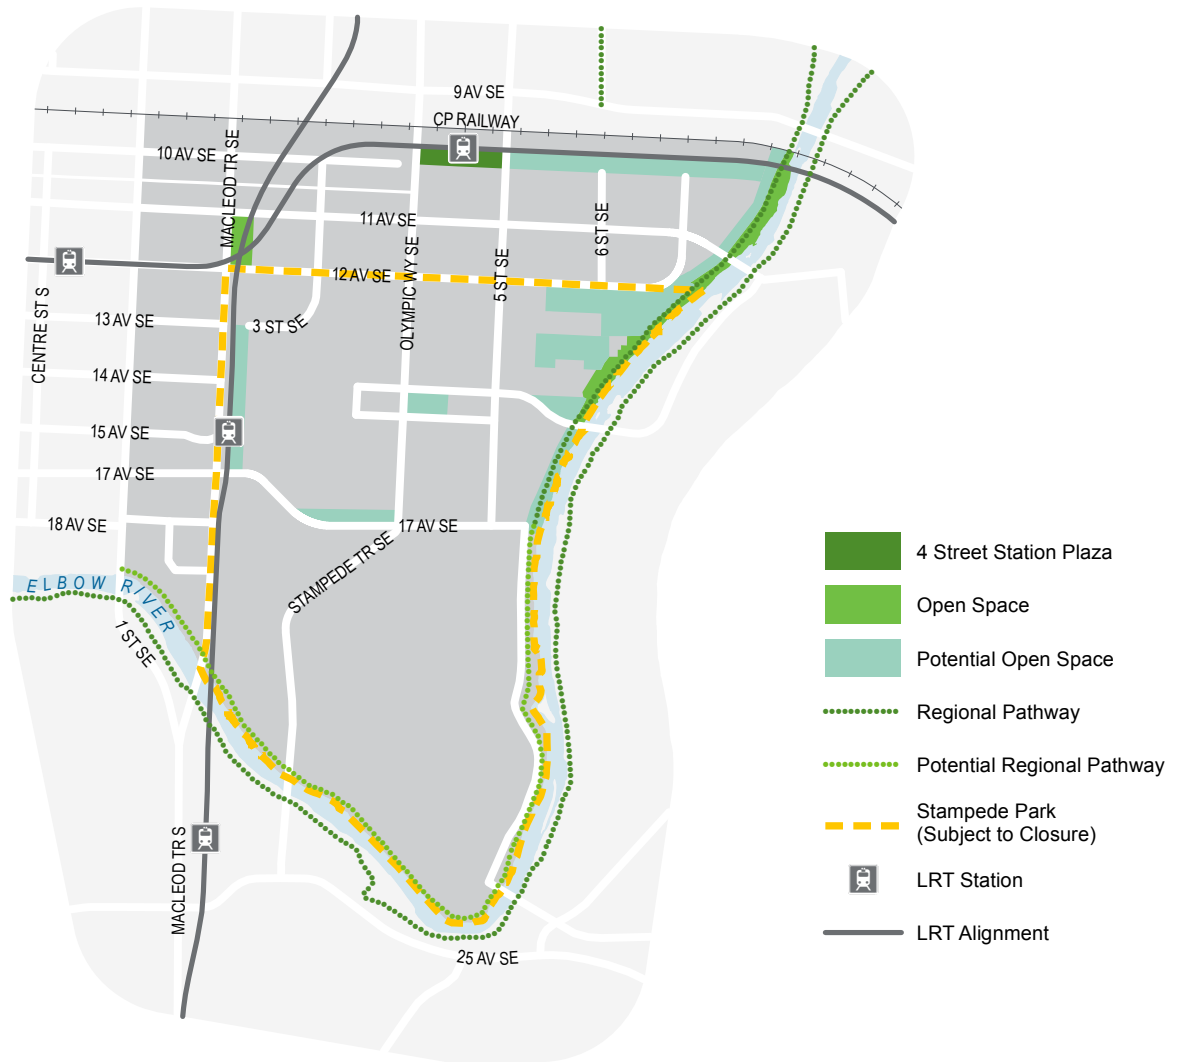 9 AV SE
CP RAILWAY
10 AV SE
MACLEOD TR SE
11 AV SE
6 ST SE
OLYMPIC WY SE
5 ST SE
12 AV SE
CENTRE ST S
13 AV SE
3 ST SE
14 AV SE
15 AV SE
17 AV SE
18 AV SE
17 AV SE
STAMPEDE TR SE
ELBOW RIVER
1 ST SE
MACLEOD TR S
25 AV SE
4 Street Station Plaza
Open Space
Potential Open Space
Regional Pathway
Potential Regional Pathway
Stampede Park
(Subject to Closure)
LRT Station
LRT Alignment